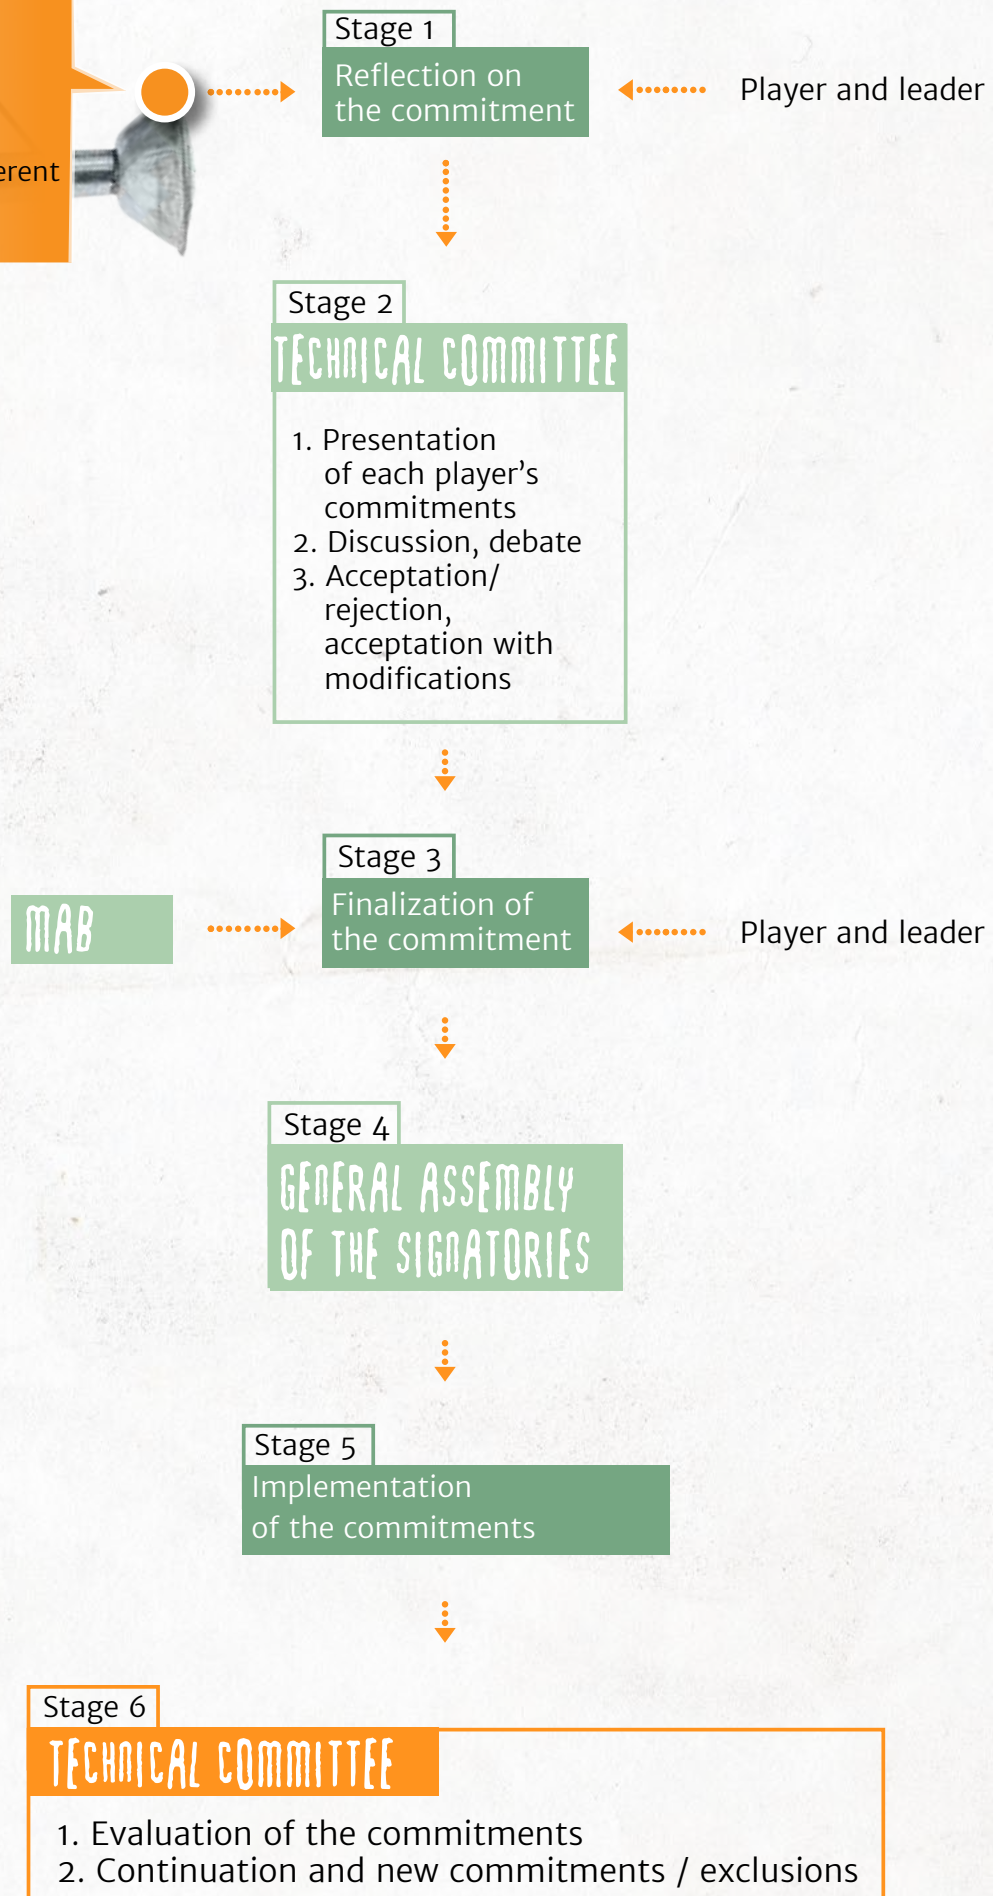 Stage 1
Reflection on
the commitment
Player and leader
Stage 2
TECHNICAL COMMITTEE
1. Presentation
of each player’s
commitments
2. Discussion, debate
3. Acceptation/
rejection,
acceptation with
modifications
Stage 3
Finalization of
the commitment
MAB
Player and leader
Stage 4
GENERAL ASSEMBLY
OF THE SIGNATORIES
Stage 5
Implementation
of the commitments
Stage 6
TECHNICAL COMMITTEE
1. Evaluation of the commitments
2. Continuation and new commitments / exclusions